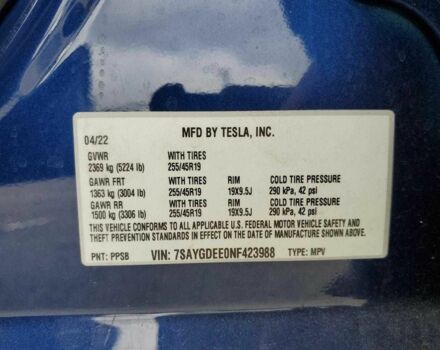 MFD BY TESLA, INC.
04/22
GVWR WITH TIRES
2369 kg (5224 lb) 255/45R19
GAWR FRT WITH TIRES RIM COLD TIRE PRESSURE
1363 kg (3004 lb) 255/45R19 19X9.5J 290 kPa, 42 psi
GAWR RR WITH TIRES RIM COLD TIRE PRESSURE
1500 kg (3306 lb) 255/45R19 19X9.5J 290 kPa, 42 psi
THIS VEHICLE CONFORMS TO ALL APPLICABLE U.S. FEDERAL MOTOR VEHICLE SAFETY AND
THEFT PREVENTION STANDARDS IN EFFECT ON THE DATE OF MANUFACTURE SHOWN ABOVE.
PNT: PPSB VIN: 7SAYGDEE0NF423988 TYPE: MPV